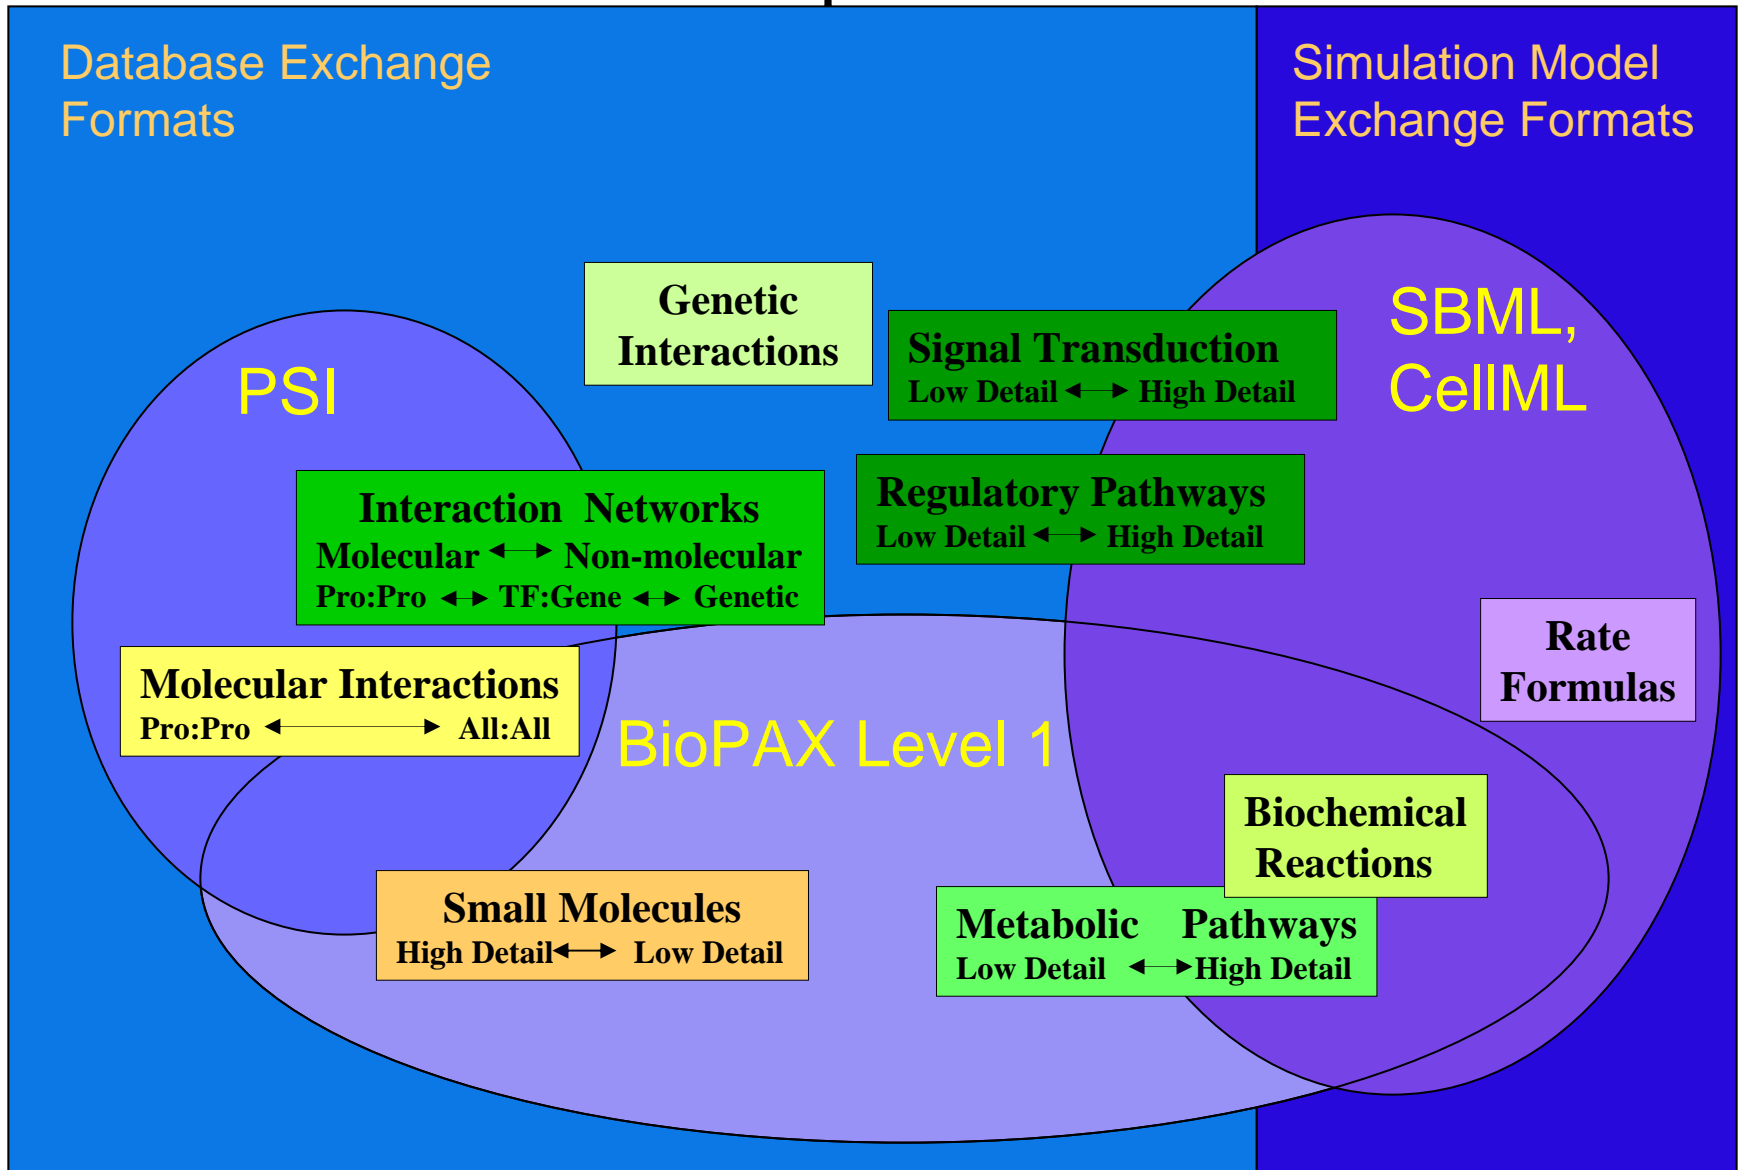 Database Exchange
Formats
Simulation Model
Exchange Formats
Genetic
Interactions
SBML,
CellML
Signal Transduction
Low Detail High Detail
PSI
Interaction Networks
Molecular Non-molecular
Pro:Pro TF:Gene Genetic
Regulatory Pathways
Low Detail High Detail
Rate
Formulas
Molecular Interactions
Pro:Pro All:All
BioPAX Level 1
Biochemical
Reactions
Small Molecules
High Detail Low Detail
Metabolic Pathways
Low Detail High Detail